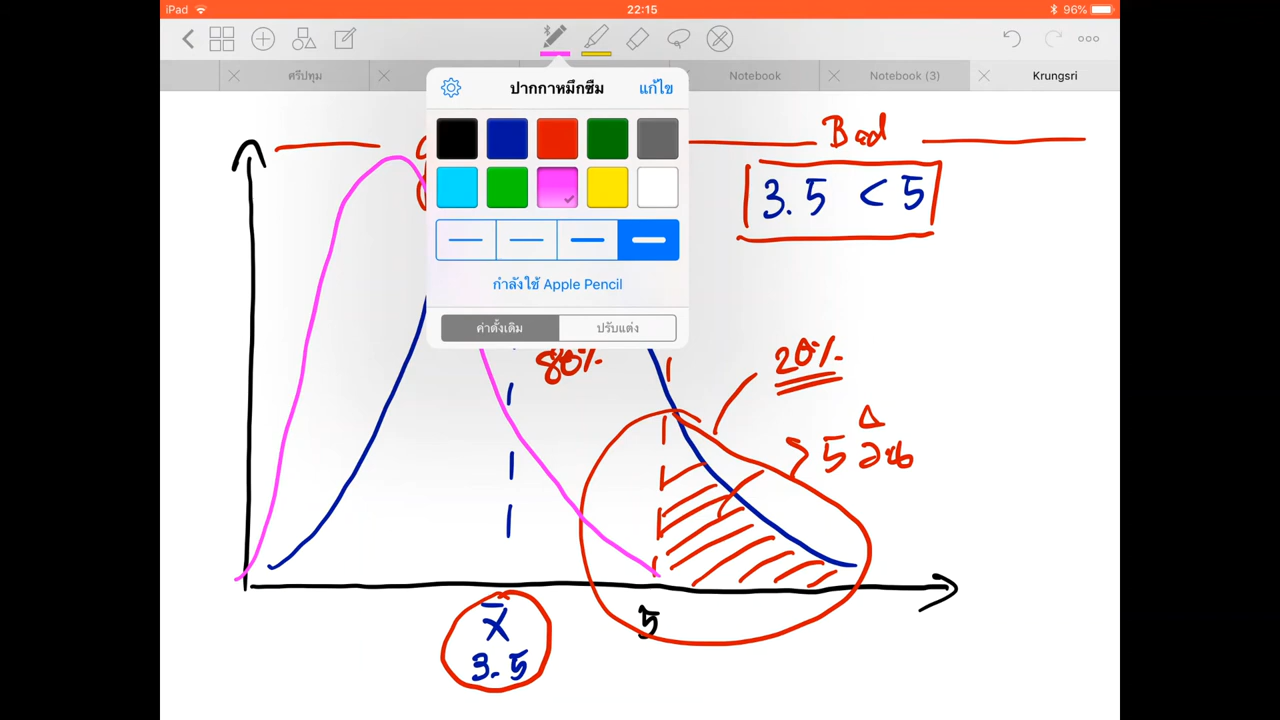 iPad 22:15 96%
ศรีปทุม Notebook Notebook (3) Krungsri
ปากกาหมึกซึม แก้ไข
กำลังใช้ Apple Pencil
ค่าตั้งเดิม ปรับแต่ง
Bad
3.5 < 5
80%
20%
5
5
x̄
3.5